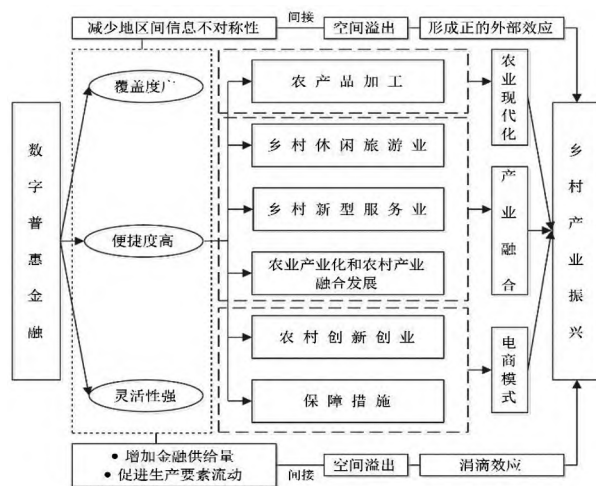 减少地区间信息不对称性
间接
空间溢出
形成正的外部效应
数字普惠金融
覆盖度广
便捷度高
灵活性强
农产品加工
乡村休闲旅游业
乡村新型服务业
农业产业化和农村产业
融合发展
农村创新创业
保障措施
农业现代化
产业融合
电商模式
乡村产业振兴
• 增加金融供给量
• 促进生产要素流动
间接
空间溢出
涓滴效应